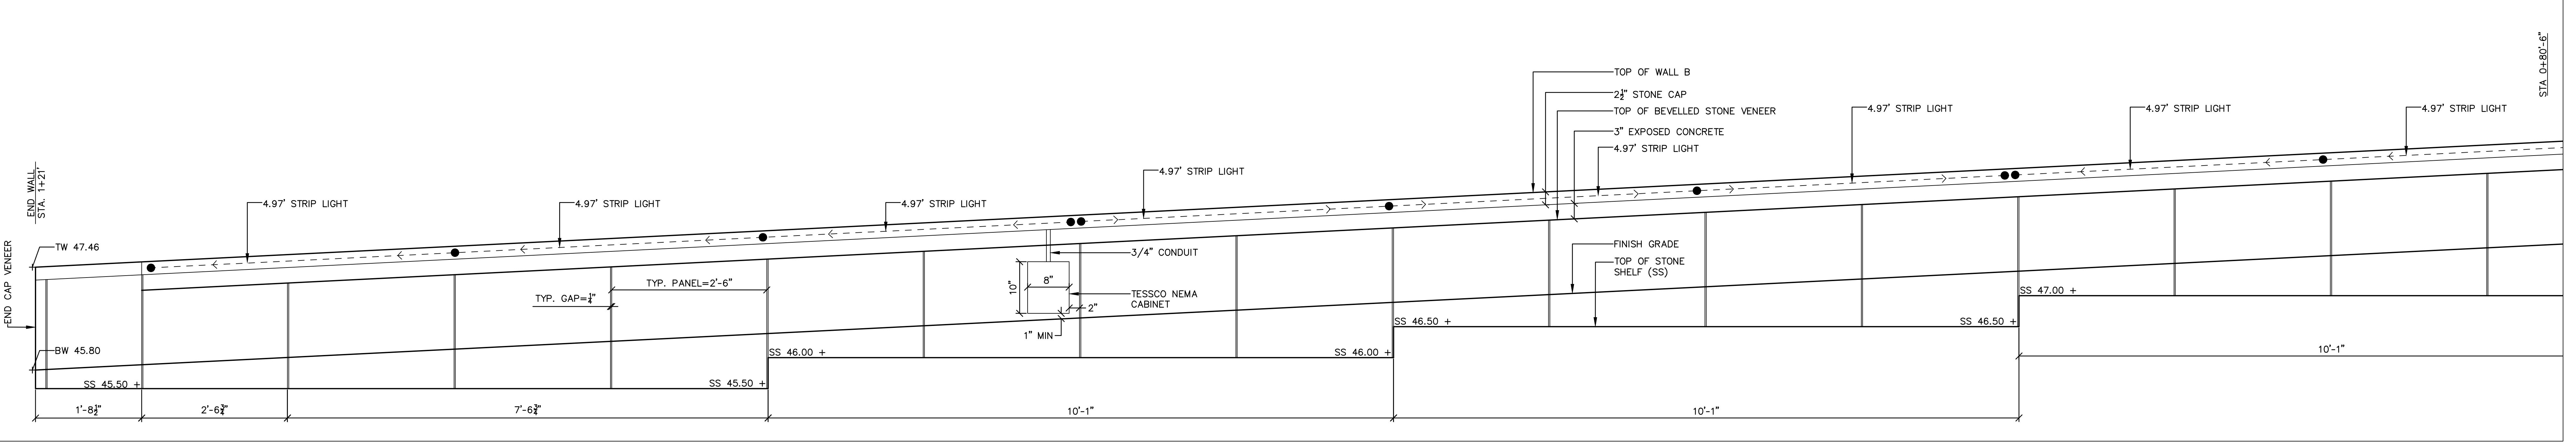 STA 0+80'-6"
TOP OF WALL B
2½" STONE CAP
TOP OF BEVELLED STONE VENEER
3" EXPOSED CONCRETE
4.97' STRIP LIGHT
4.97' STRIP LIGHT
4.97' STRIP LIGHT
4.97' STRIP LIGHT
4.97' STRIP LIGHT
END WALL
STA. 1+21'
4.97' STRIP LIGHT
4.97' STRIP LIGHT
4.97' STRIP LIGHT
END CAP VENEER
TW 47.46
BW 45.80
TYP. GAP=¼"
TYP. PANEL=2'-6"
3/4" CONDUIT
10"
8"
TESSCO NEMA
CABINET
2"
1" MIN
FINISH GRADE
TOP OF STONE
SHELF (SS)
SS 45.50 +
SS 45.50 +
SS 46.00 +
SS 46.00 +
SS 46.50 +
SS 46.50 +
SS 47.00 +
1'-8½"
2'-6¾"
7'-6¾"
10'-1"
10'-1"
10'-1"